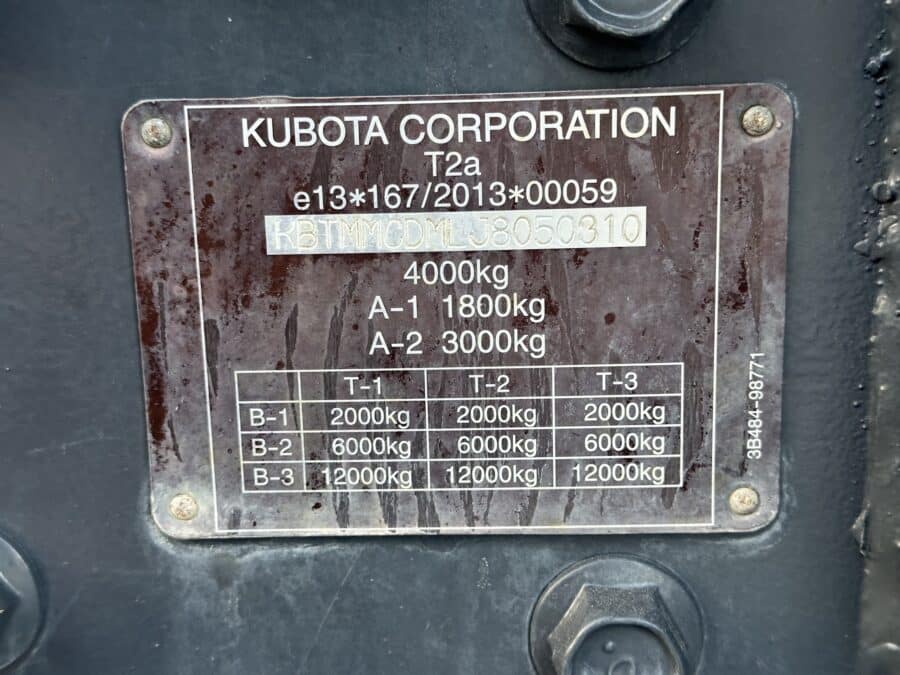 KUBOTA CORPORATION
T2a
e13*167/2013*00059
KBTMMCDMLJ8050310
4000kg
A-1 1800kg
A-2 3000kg
T-1 T-2 T-3
B-1 2000kg 2000kg 2000kg
B-2 6000kg 6000kg 6000kg
B-3 12000kg 12000kg 12000kg
3B484-98771